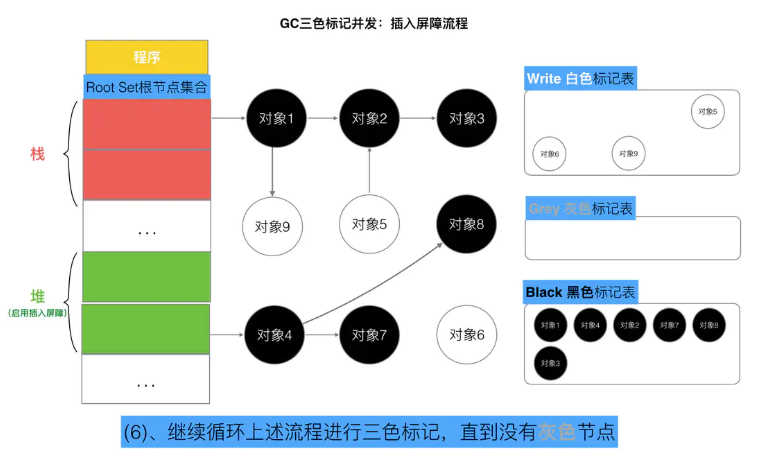 GC三色标记并发：插入屏障流程
程序
Root Set根节点集合
栈
...
堆
(启用插入屏障)
...
对象1
对象2
对象3
对象9
对象5
对象8
对象4
对象7
对象6
Write 白色标记表
对象5
对象6
对象9
Grey 灰色标记表
Black 黑色标记表
对象1
对象4
对象2
对象7
对象8
对象3
(6)、继续循环上述流程进行三色标记，直到没有灰色节点